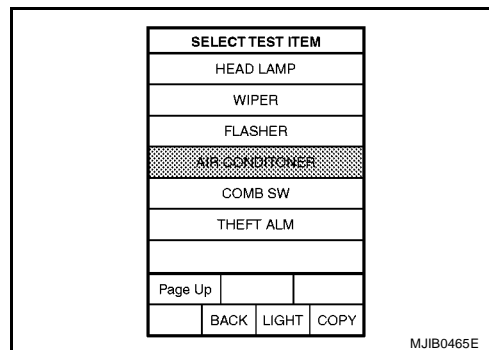 SELECT TEST ITEM
HEAD LAMP
WIPER
FLASHER
AIR CONDITONER
COMB SW
THEFT ALM
Page Up
BACK LIGHT COPY
MJIB0465E